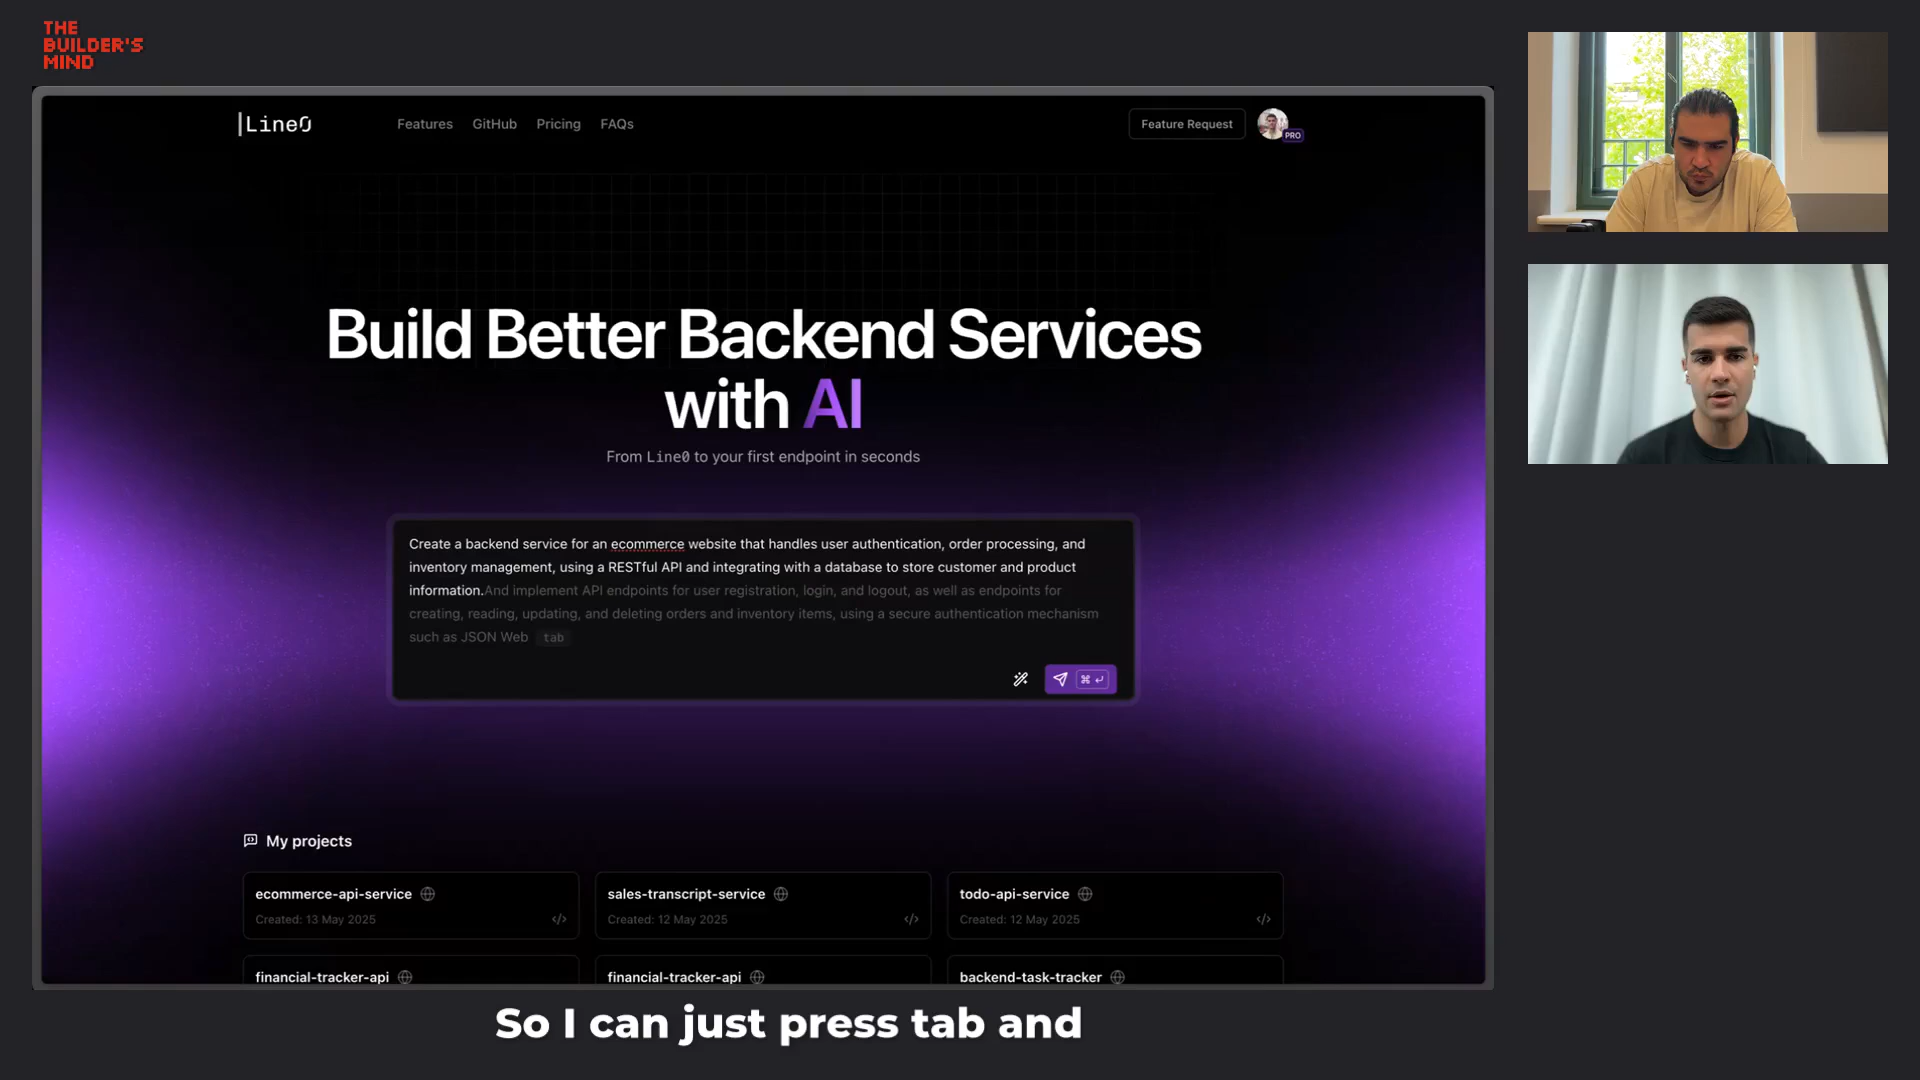 THE
BUILDER'S
MIND
Line0
Features
GitHub
Pricing
FAQs
Feature Request
PRO
Build Better Backend Services
with AI
From Line0 to your first endpoint in seconds
Create a backend service for an ecommerce website that handles user authentication, order processing, and
inventory management, using a RESTful API and integrating with a database to store customer and product
information.And implement API endpoints for user registration, login, and logout, as well as endpoints for
creating, reading, updating, and deleting orders and inventory items, using a secure authentication mechanism
such as JSON Web tab
My projects
ecommerce-api-service
Created: 13 May 2025
sales-transcript-service
Created: 12 May 2025
todo-api-service
Created: 12 May 2025
financial-tracker-api
financial-tracker-api
backend-task-tracker
So I can just press tab and